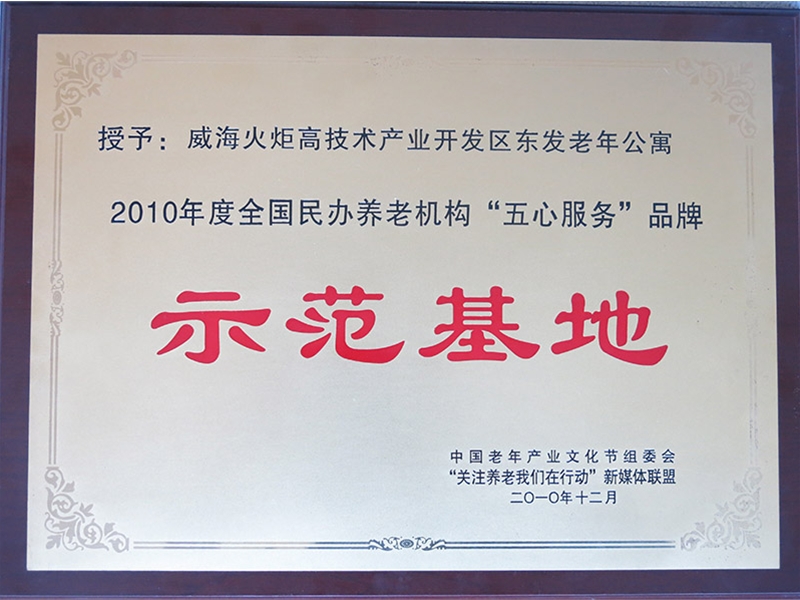 授予：威海火炬高技术产业开发区东发老年公寓
2010年度全国民办养老机构“五心服务”品牌
示范基地
中国老年产业文化节组委会
“关注养老我们在行动”新媒体联盟
二〇一〇年十二月